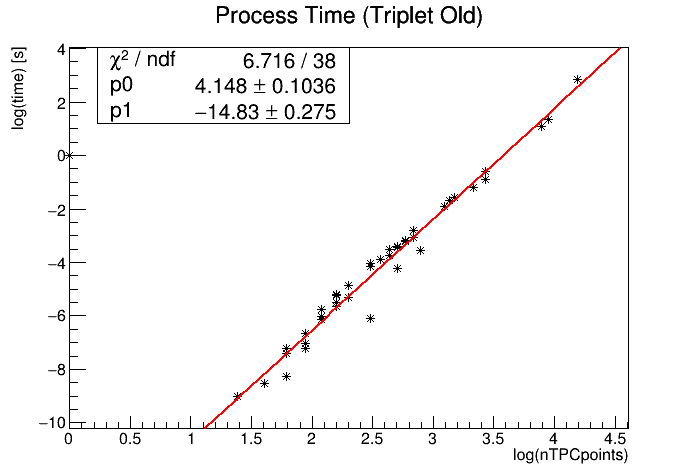 Process Time (Triplet Old)
χ² / ndf 6.716 / 38
p0 4.148 ± 0.1036
p1 −14.83 ± 0.275
log(time) [s]
4
2
0
−2
−4
−6
−8
−10
0 0.5 1 1.5 2 2.5 3 3.5 4 4.5
log(nTPCpoints)